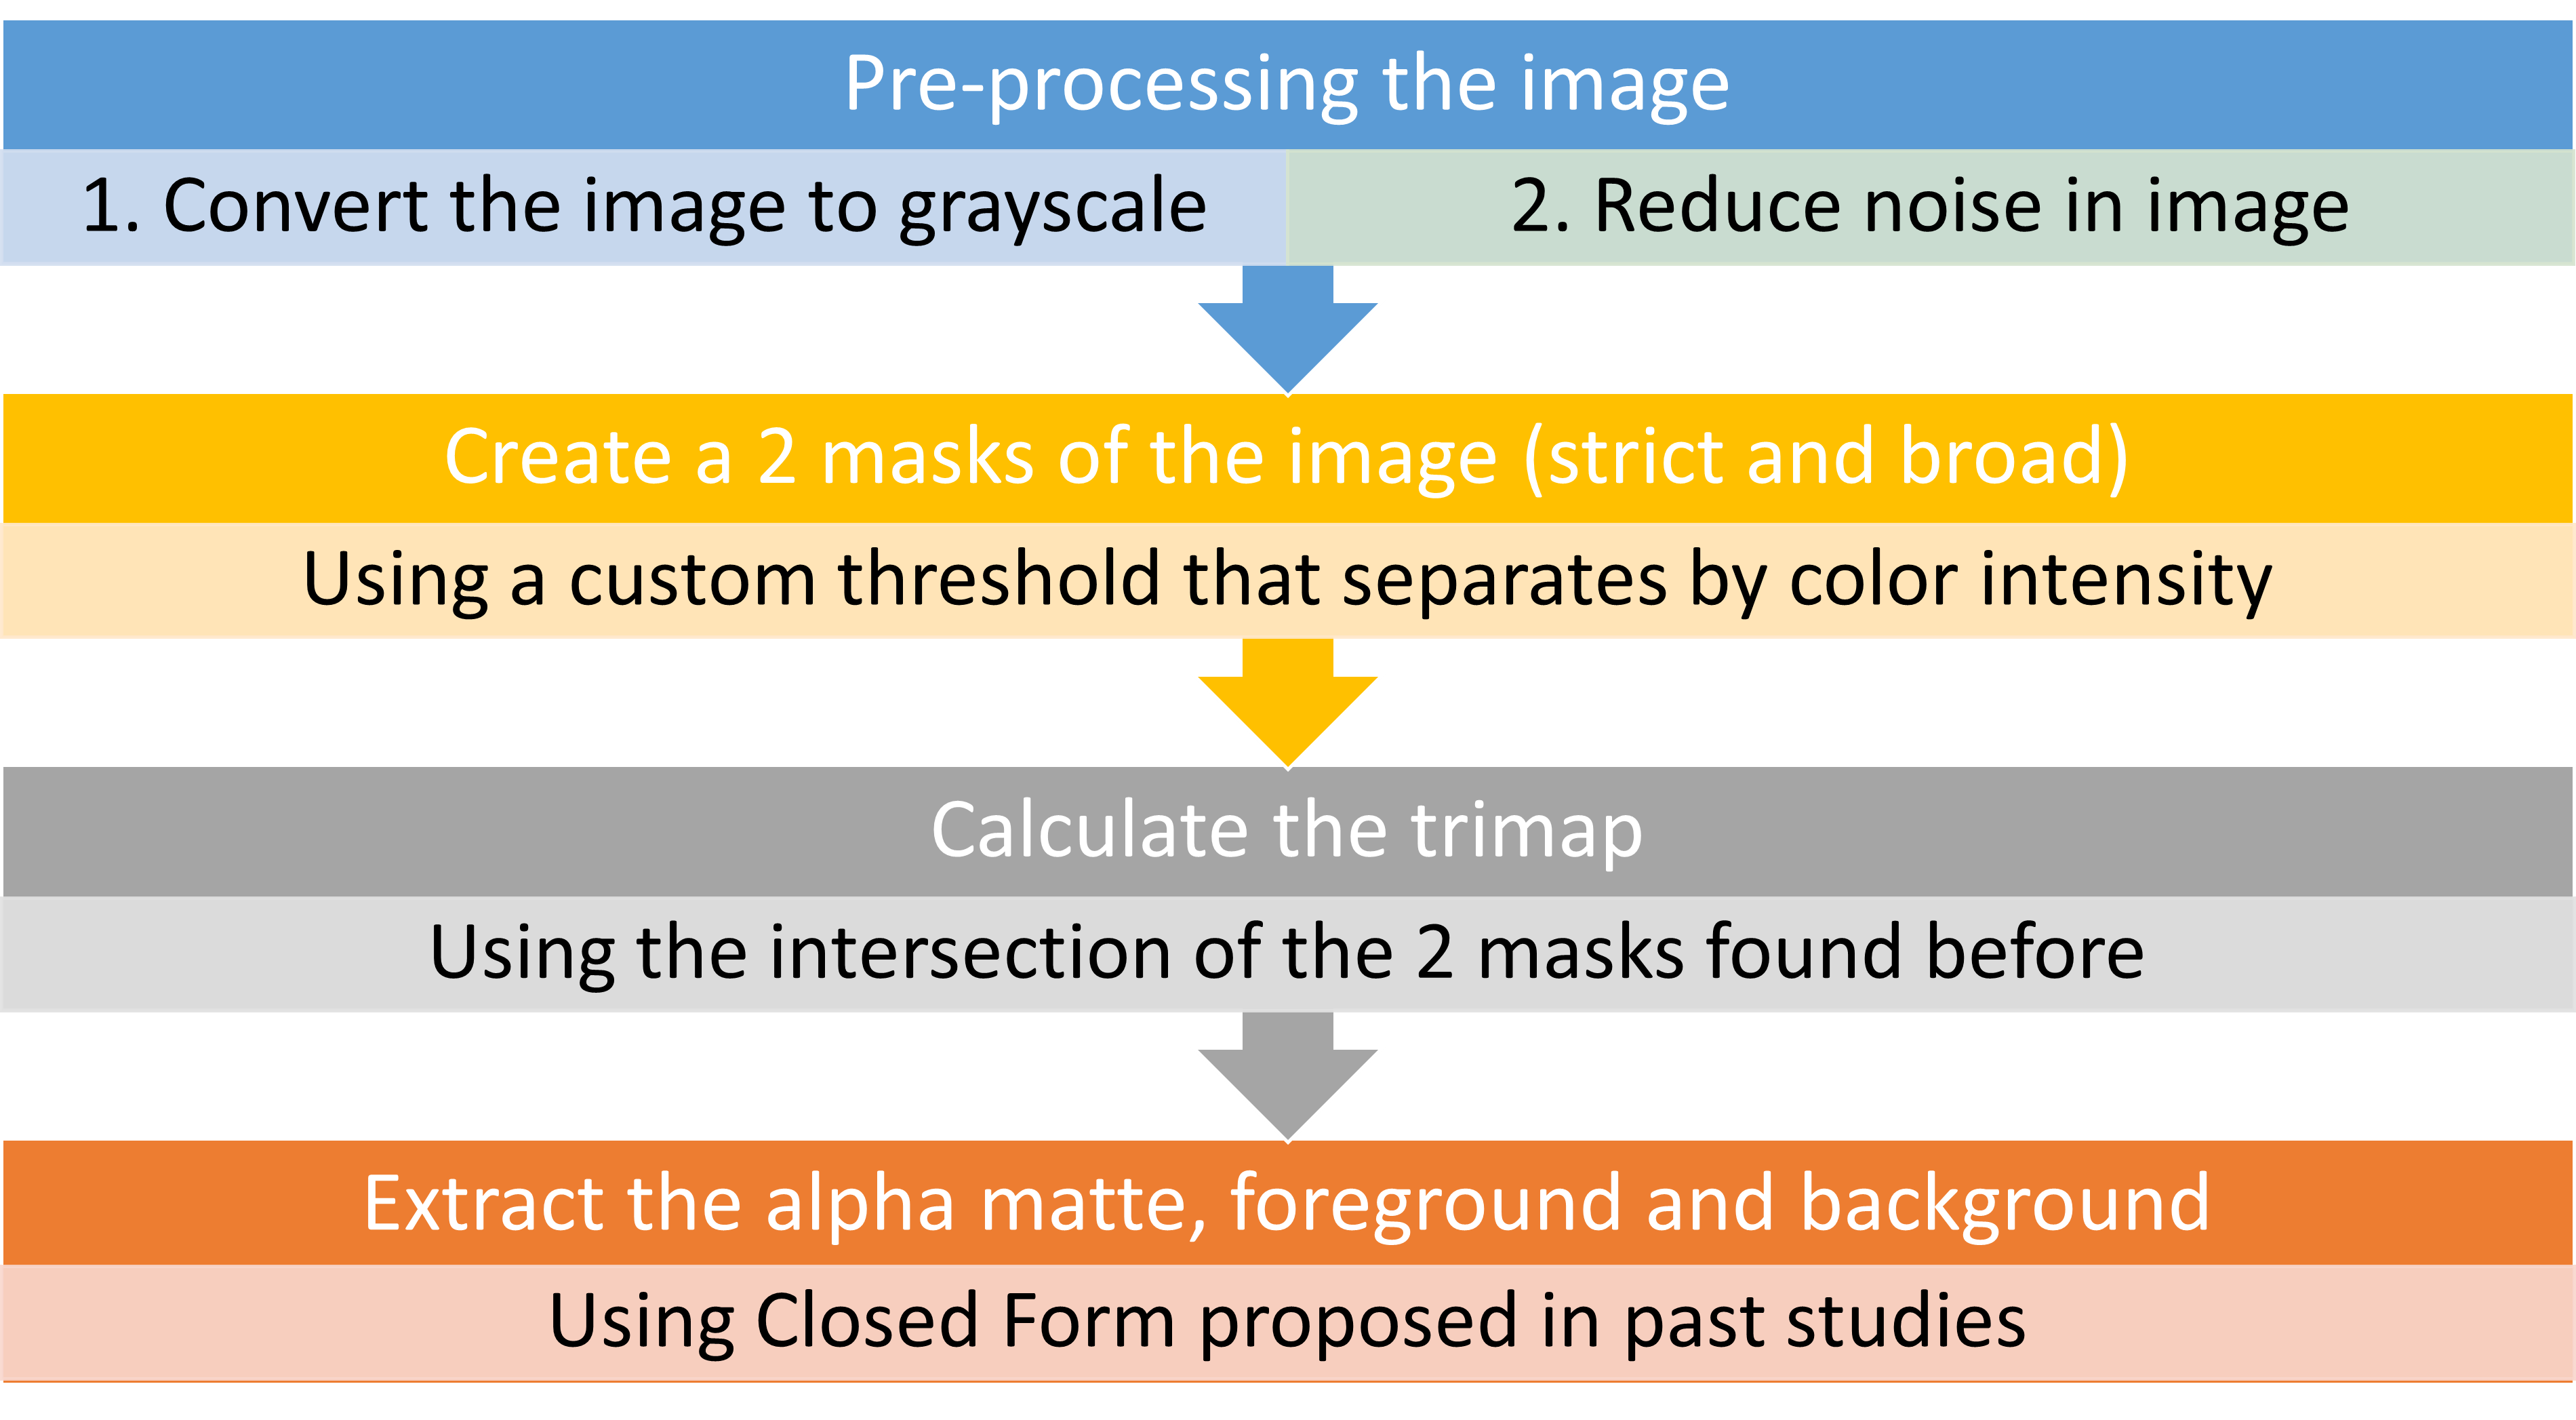 Pre-processing the image
1. Convert the image to grayscale
2. Reduce noise in image
Create a 2 masks of the image (strict and broad)
Using a custom threshold that separates by color intensity
Calculate the trimap
Using the intersection of the 2 masks found before
Extract the alpha matte, foreground and background
Using Closed Form proposed in past studies